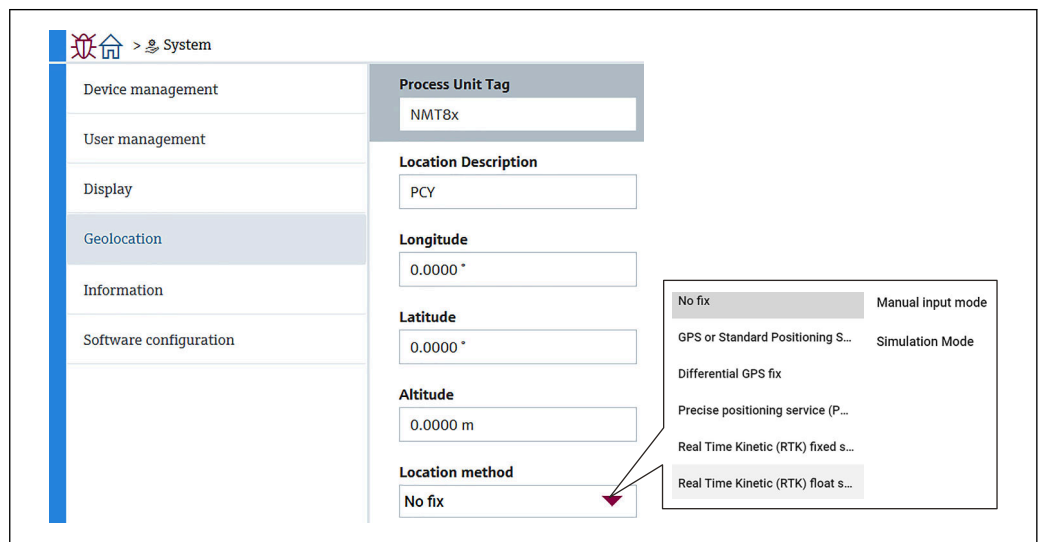 > System
Device management
User management
Display
Geolocation
Information
Software configuration
Process Unit Tag
NMT8x
Location Description
PCY
Longitude
0.0000 °
Latitude
0.0000 °
Altitude
0.0000 m
Location method
No fix
No fix
GPS or Standard Positioning S...
Differential GPS fix
Precise positioning service (P...
Real Time Kinetic (RTK) fixed s...
Real Time Kinetic (RTK) float s...
Manual input mode
Simulation Mode